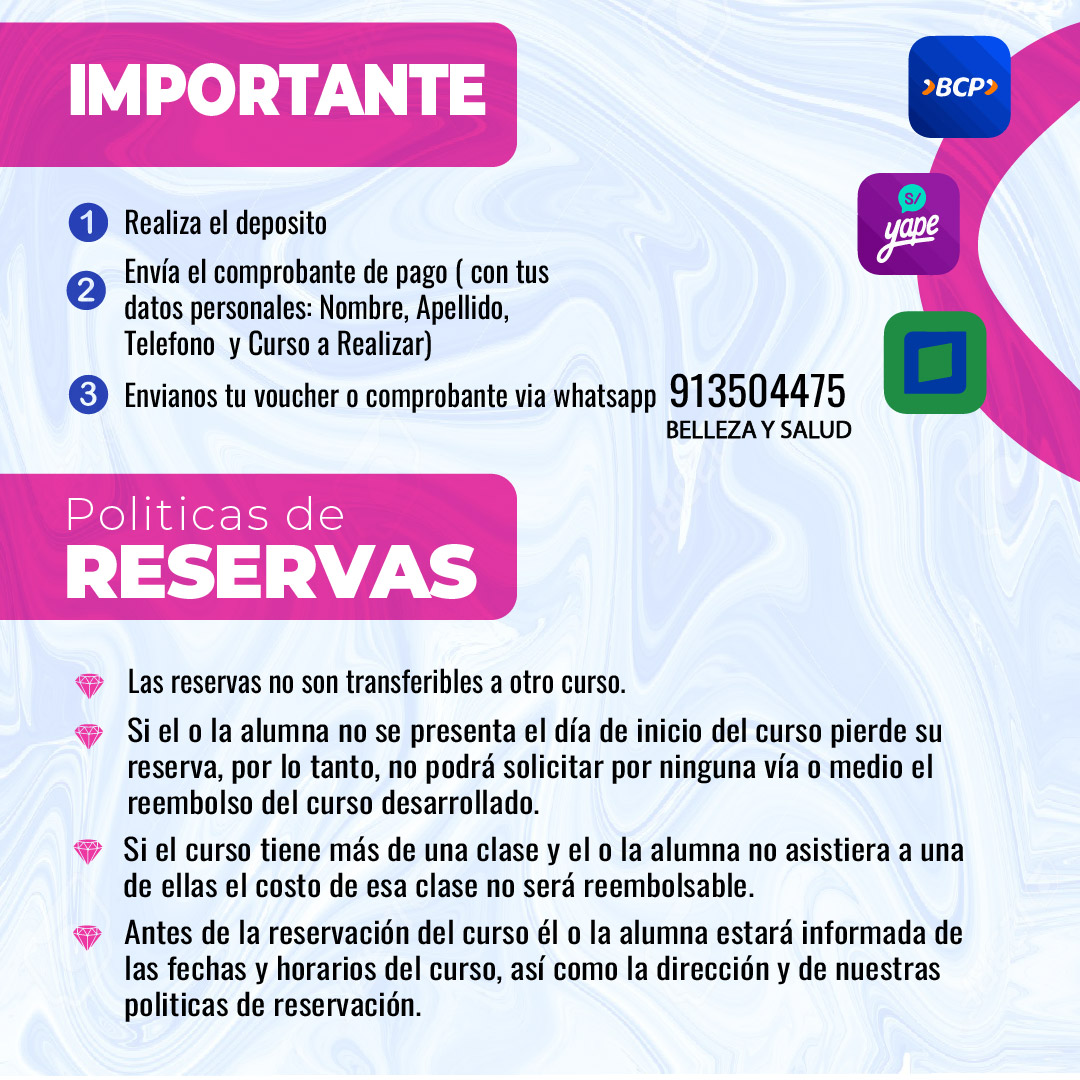 IMPORTANTE
BCP
S/
yape
1 Realiza el deposito
2 Envía el comprobante de pago ( con tus
datos personales: Nombre, Apellido,
Telefono y Curso a Realizar)
3 Envianos tu voucher o comprobante via whatsapp 913504475
BELLEZA Y SALUD
Politicas de
RESERVAS
Las reservas no son transferibles a otro curso.
Si el o la alumna no se presenta el día de inicio del curso pierde su
reserva, por lo tanto, no podrá solicitar por ninguna vía o medio el
reembolso del curso desarrollado.
Si el curso tiene más de una clase y el o la alumna no asistiera a una
de ellas el costo de esa clase no será reembolsable.
Antes de la reservación del curso él o la alumna estará informada de
las fechas y horarios del curso, así como la dirección y de nuestras
politicas de reservación.